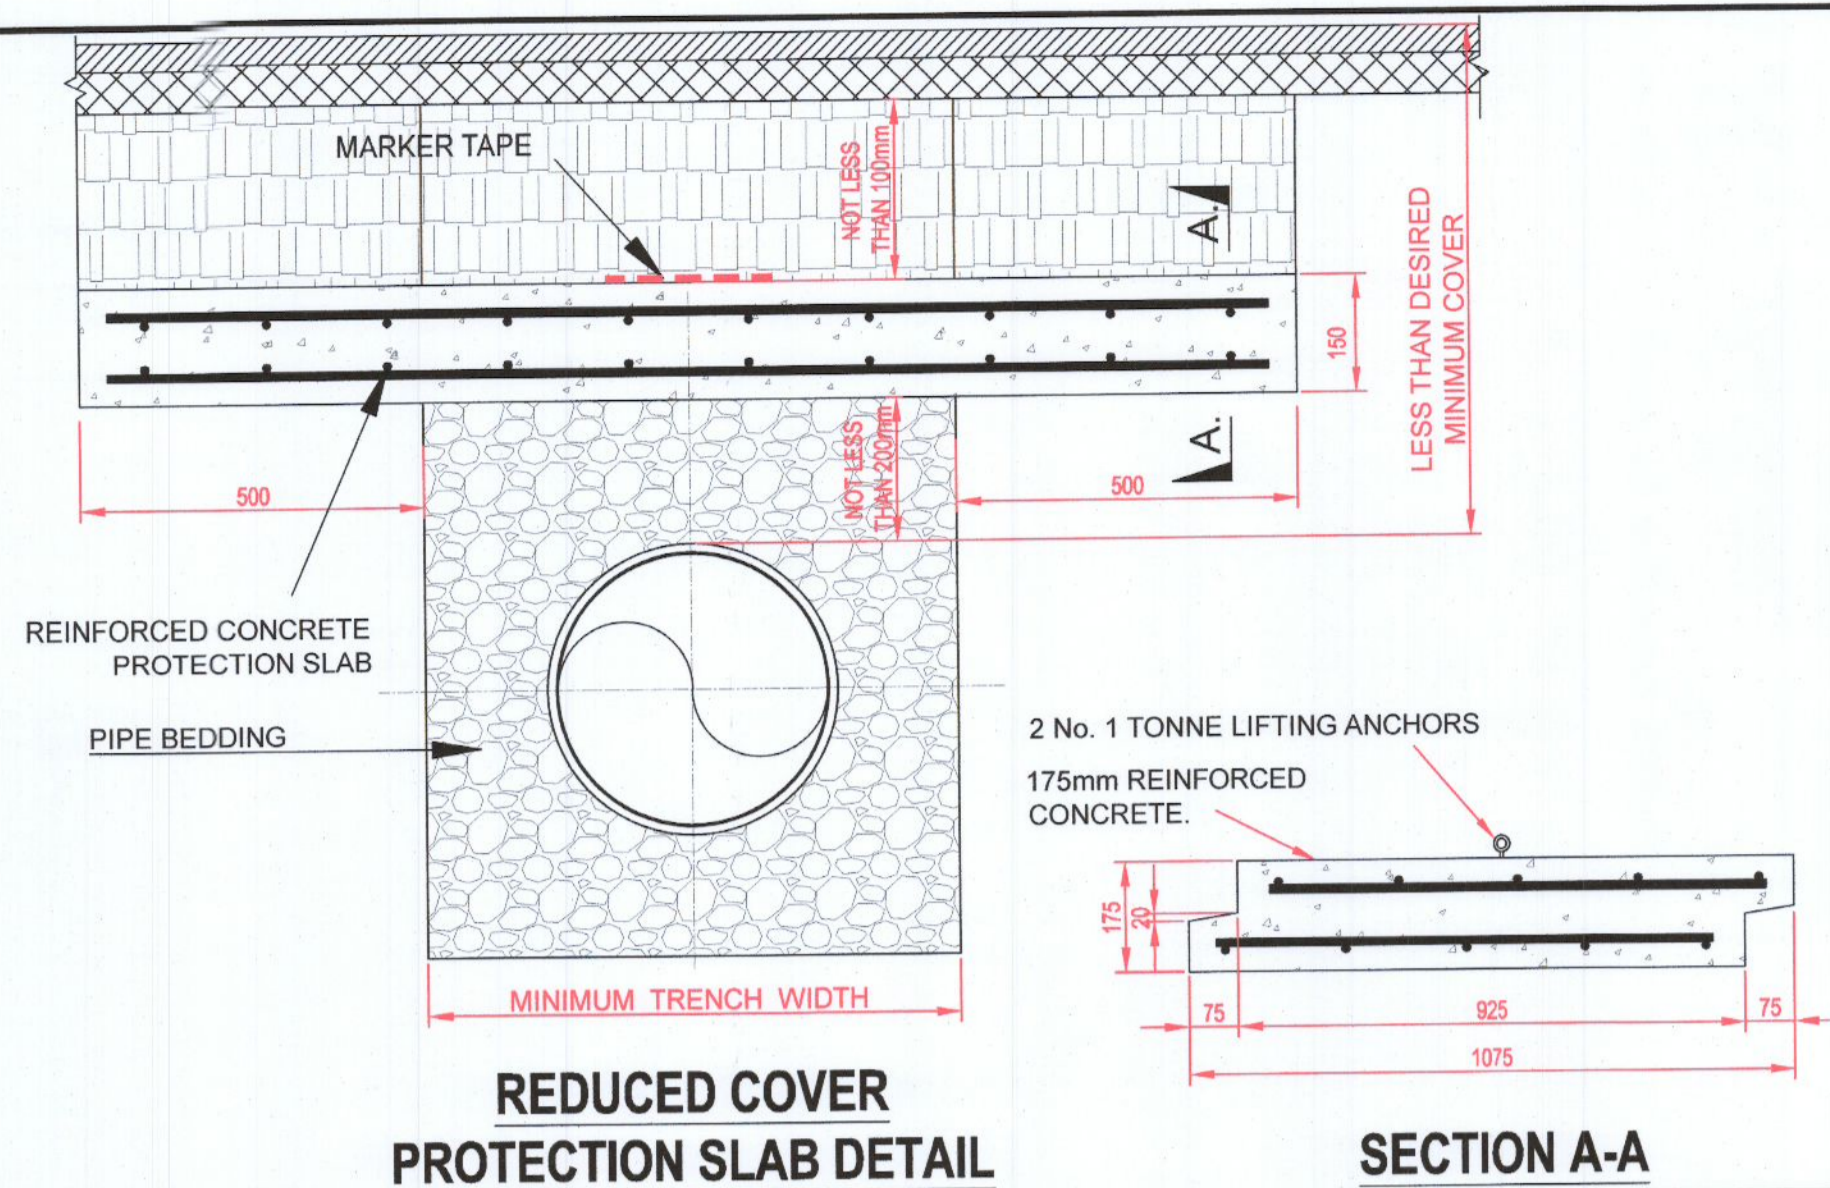 MARKER TAPE
NOT LESS
THAN 100mm
A.
LESS THAN DESIRED
MINIMUM COVER
150
A.
NOT LESS
THAN 200mm
500
500
REINFORCED CONCRETE
PROTECTION SLAB
PIPE BEDDING
MINIMUM TRENCH WIDTH
REDUCED COVER
PROTECTION SLAB DETAIL
2 No. 1 TONNE LIFTING ANCHORS
175mm REINFORCED
CONCRETE.
175
20
75
925
75
1075
SECTION A-A